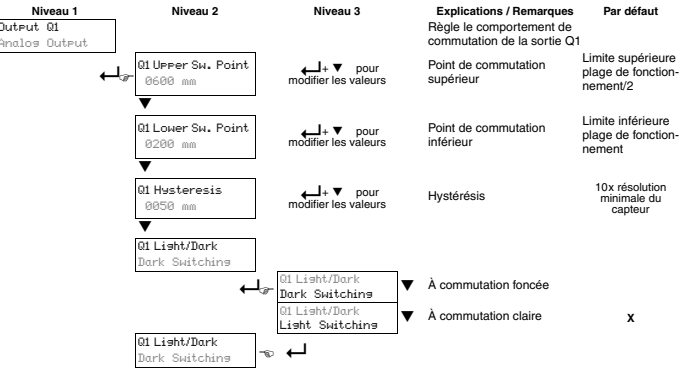 Niveau 1 Niveau 2 Niveau 3 Explications / Remarques Par défaut
Output Q1
Analog Output
Règle le comportement de
commutation de la sortie Q1
Q1 Upper Sw. Point
0600 mm
+ ▼ pour
modifier les valeurs
Point de commutation
supérieur
Limite supérieure
plage de fonction-
nement/2
Q1 Lower Sw. Point
0200 mm
+ ▼ pour
modifier les valeurs
Point de commutation
inférieur
Limite inférieure
plage de fonction-
nement
Q1 Hysteresis
0050 mm
+ ▼ pour
modifier les valeurs
Hystérésis
10x résolution
minimale du
capteur
Q1 Light/Dark
Dark Switching
Q1 Light/Dark
Dark Switching
À commutation foncée
Q1 Light/Dark
Light Switching
À commutation claire
X
Q1 Light/Dark
Dark Switching